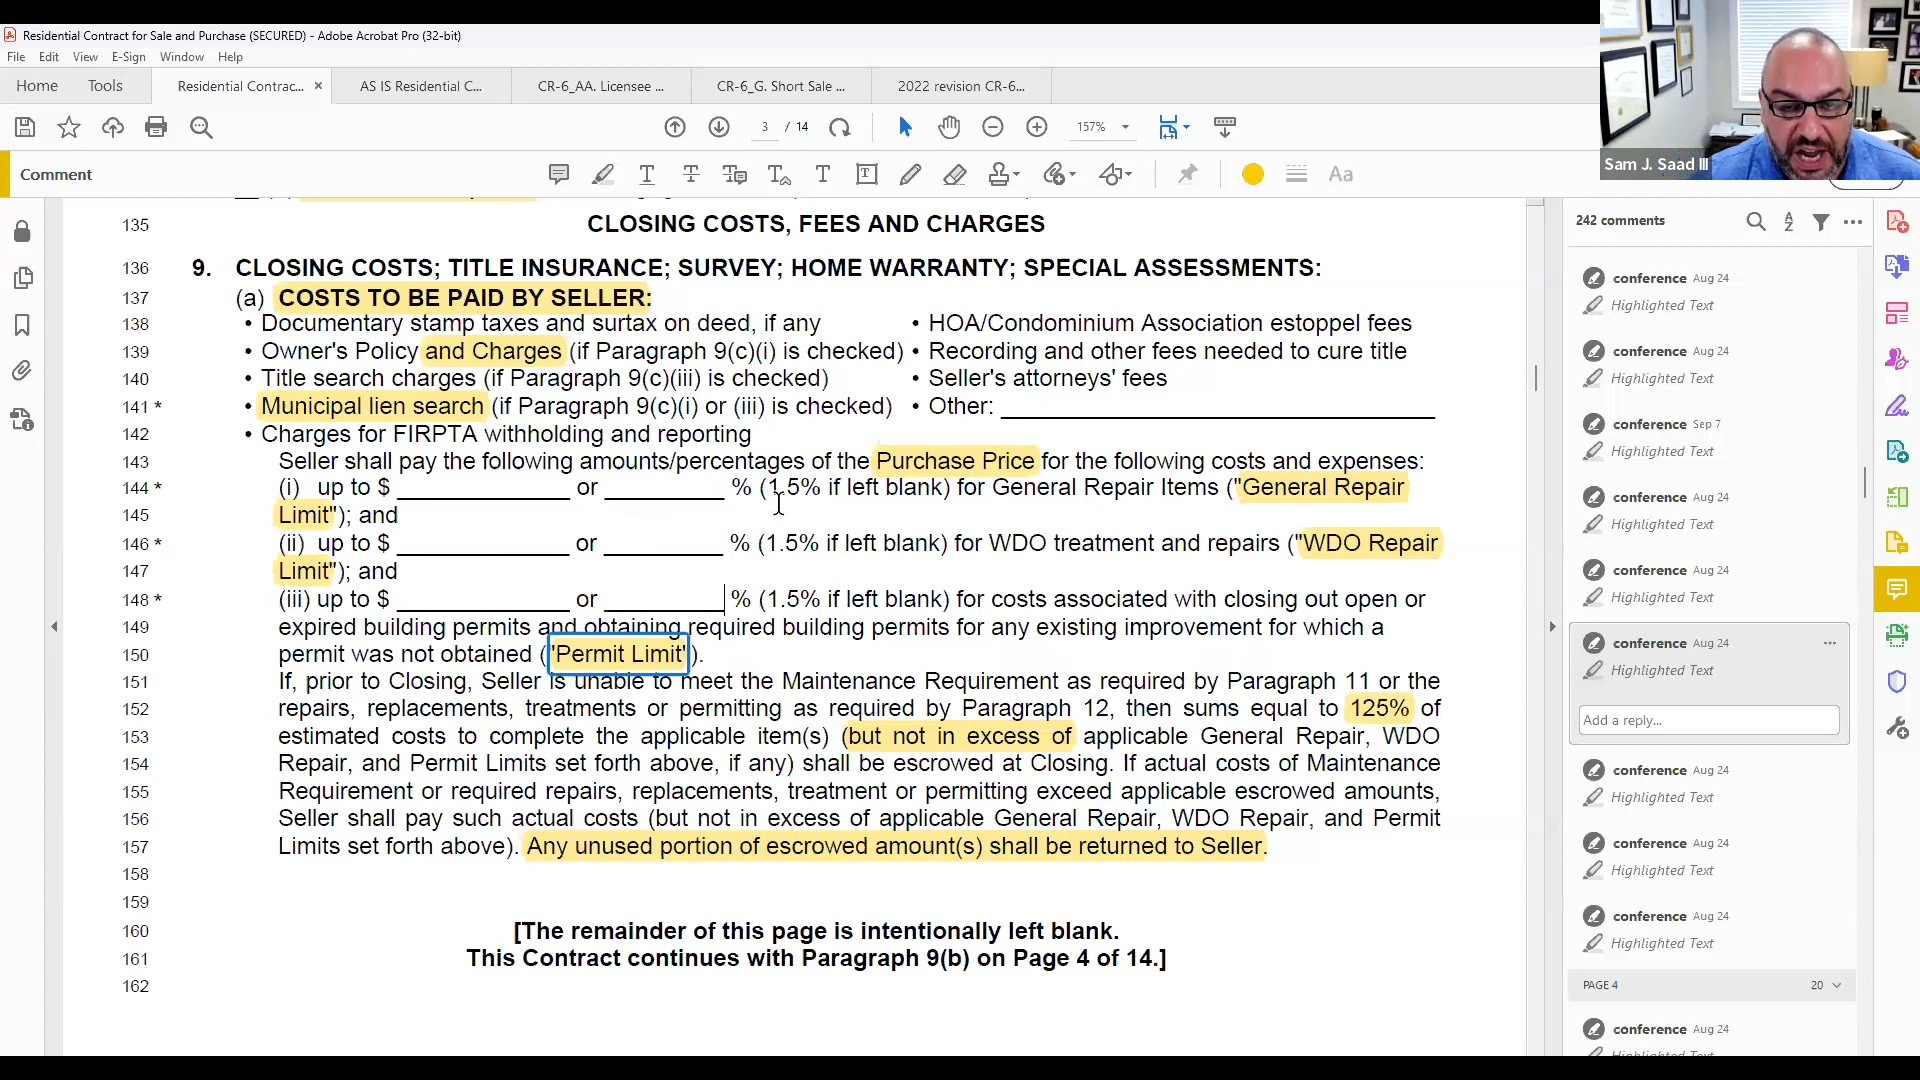 Residential Contract for Sale and Purchase (SECURED) - Adobe Acrobat Pro (32-bit)
File Edit View E-Sign Window Help
Home Tools Residential Contrac... × AS IS Residential C... CR-6_AA. Licensee ... CR-6_G. Short Sale ... 2022 revision CR-6...
3 / 14 157%
Sam J. Saad III
Comment
Aa
135 CLOSING COSTS, FEES AND CHARGES
136 9. CLOSING COSTS; TITLE INSURANCE; SURVEY; HOME WARRANTY; SPECIAL ASSESSMENTS:
137 (a) COSTS TO BE PAID BY SELLER:
138 • Documentary stamp taxes and surtax on deed, if any • HOA/Condominium Association estoppel fees
139 • Owner's Policy and Charges (if Paragraph 9(c)(i) is checked) • Recording and other fees needed to cure title
140 • Title search charges (if Paragraph 9(c)(iii) is checked) • Seller's attorneys' fees
141 * • Municipal lien search (if Paragraph 9(c)(i) or (iii) is checked) • Other: ______________________________
142 • Charges for FIRPTA withholding and reporting
143 Seller shall pay the following amounts/percentages of the Purchase Price for the following costs and expenses:
144 * (i) up to $ ____________ or ________ % (1.5% if left blank) for General Repair Items ("General Repair
145 Limit"); and
146 * (ii) up to $ ____________ or ________ % (1.5% if left blank) for WDO treatment and repairs ("WDO Repair
147 Limit"); and
148 * (iii) up to $ ____________ or ________ % (1.5% if left blank) for costs associated with closing out open or
149 expired building permits and obtaining required building permits for any existing improvement for which a
150 permit was not obtained ("Permit Limit").
151 If, prior to Closing, Seller is unable to meet the Maintenance Requirement as required by Paragraph 11 or the
152 repairs, replacements, treatments or permitting as required by Paragraph 12, then sums equal to 125% of
153 estimated costs to complete the applicable item(s) (but not in excess of applicable General Repair, WDO
154 Repair, and Permit Limits set forth above, if any) shall be escrowed at Closing. If actual costs of Maintenance
155 Requirement or required repairs, replacements, treatment or permitting exceed applicable escrowed amounts,
156 Seller shall pay such actual costs (but not in excess of applicable General Repair, WDO Repair, and Permit
157 Limits set forth above). Any unused portion of escrowed amount(s) shall be returned to Seller.
158
159
160 [The remainder of this page is intentionally left blank.
161 This Contract continues with Paragraph 9(b) on Page 4 of 14.]
162
242 comments
conference Aug 24
Highlighted Text
conference Aug 24
Highlighted Text
conference Sep 7
Highlighted Text
conference Aug 24
Highlighted Text
conference Aug 24
Highlighted Text
conference Aug 24
Highlighted Text
Add a reply...
conference Aug 24
Highlighted Text
conference Aug 24
Highlighted Text
conference Aug 24
Highlighted Text
PAGE 4 20
conference Aug 24
Highlighted Text